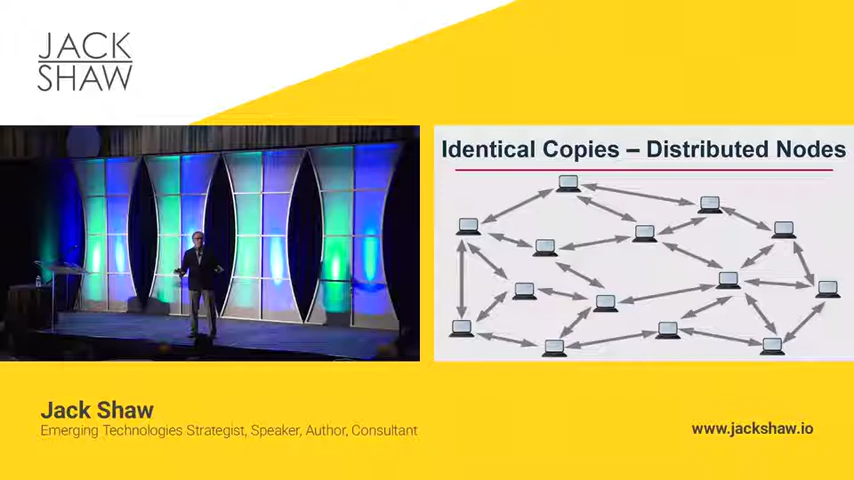 JACK
SHAW
Identical Copies – Distributed Nodes
Jack Shaw
Emerging Technologies Strategist, Speaker, Author, Consultant
www.jackshaw.io